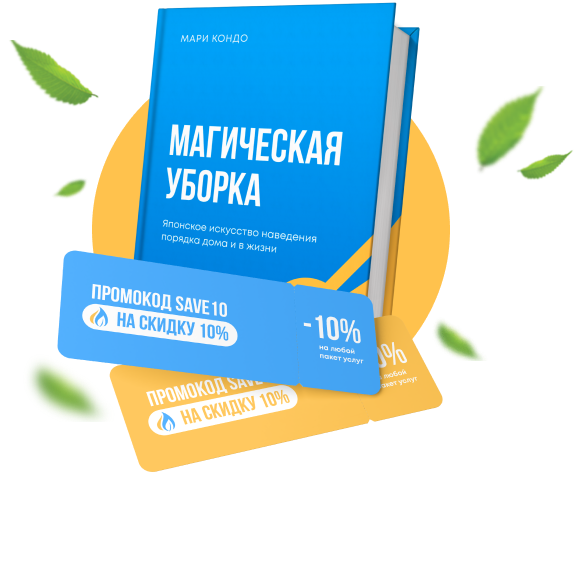 МАРИ КОНДО
МАГИЧЕСКАЯ
УБОРКА
Японское искусство наведения
порядка дома и в жизни
ПРОМОКОД SAVE10
НА СКИДКУ 10%
-10%
на любой
пакет услуг
ПРОМОКОД
НА СКИДКУ 10%
любой
пакет услуг